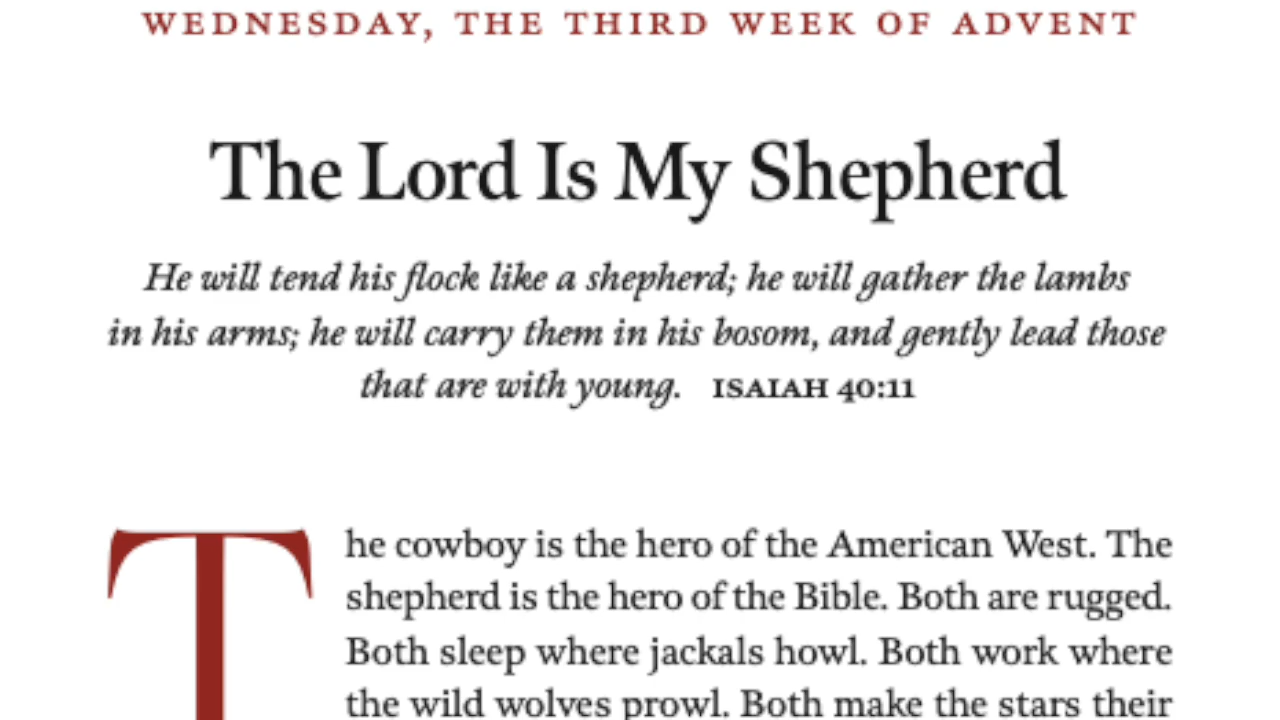 WEDNESDAY, THE THIRD WEEK OF ADVENT
The Lord Is My Shepherd
He will tend his flock like a shepherd; he will gather the lambs
in his arms; he will carry them in his bosom, and gently lead those
that are with young. ISAIAH 40:11
The cowboy is the hero of the American West. The
shepherd is the hero of the Bible. Both are rugged.
Both sleep where jackals howl. Both work where
the wild wolves prowl. Both make the stars their